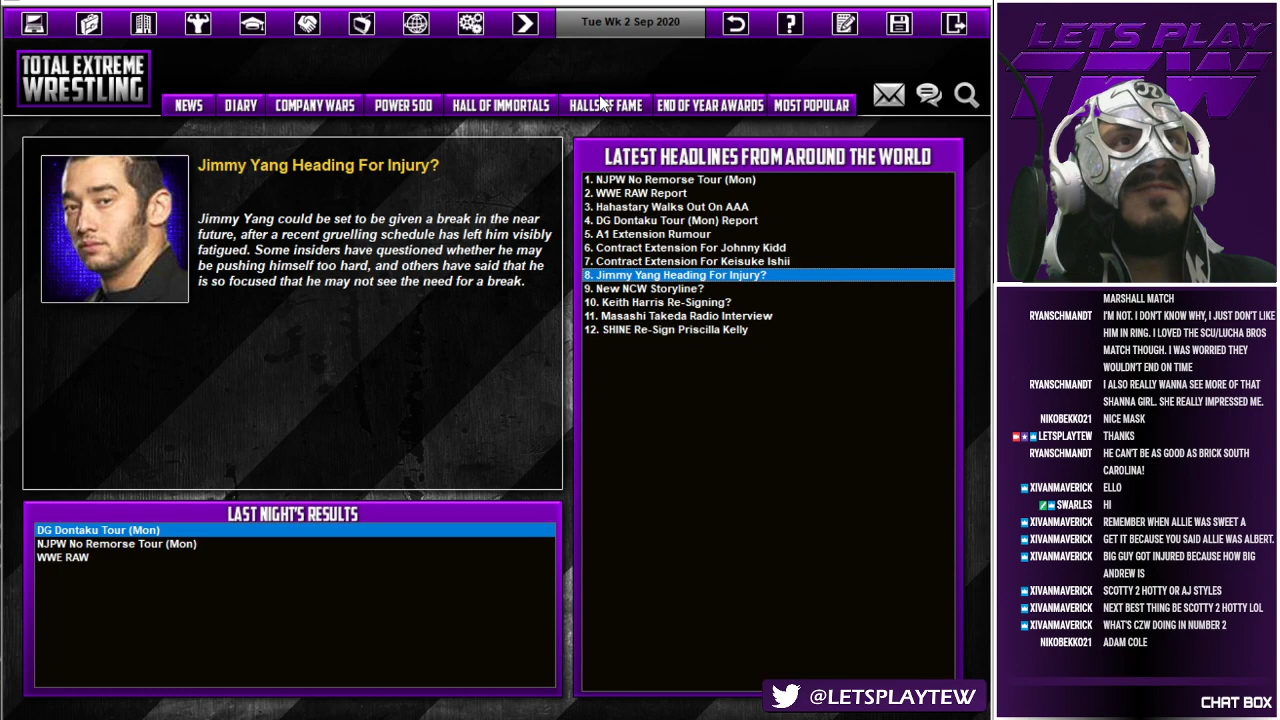 Tue Wk 2 Sep 2020
TOTAL EXTREME
WRESTLING
NEWS
DIARY
COMPANY WARS
POWER 500
HALL OF IMMORTALS
HALLS OF FAME
END OF YEAR AWARDS
MOST POPULAR
Jimmy Yang Heading For Injury?
Jimmy Yang could be set to be given a break in the near
future, after a recent gruelling schedule has left him visibly
fatigued. Some insiders have questioned whether he may
be pushing himself too hard, and others have said that he
is so focused that he may not see the need for a break.
LAST NIGHT'S RESULTS
DG Dontaku Tour (Mon)
NJPW No Remorse Tour (Mon)
WWE RAW
LATEST HEADLINES FROM AROUND THE WORLD
1. NJPW No Remorse Tour (Mon)
2. WWE RAW Report
3. Hahastary Walks Out On AAA
4. DG Dontaku Tour (Mon) Report
5. A1 Extension Rumour
6. Contract Extension For Johnny Kidd
7. Contract Extension For Keisuke Ishii
8. Jimmy Yang Heading For Injury?
9. New NCW Storyline?
10. Keith Harris Re-Signing?
11. Masashi Takeda Radio Interview
12. SHINE Re-Sign Priscilla Kelly
@LETSPLAYTEW
LETS PLAY
TEW
MARSHALL MATCH
RYANSCHMANDT I'M NOT. I DON'T KNOW WHY, I JUST DON'T LIKE
HIM IN RING. I LOVED THE SCU/LUCHA BROS
MATCH THOUGH. I WAS WORRIED THEY
WOULDN'T END ON TIME
RYANSCHMANDT I ALSO REALLY WANNA SEE MORE OF THAT
SHANNA GIRL. SHE REALLY IMPRESSED ME.
NIKOBEKKO21 NICE MASK
LETSPLAYTEW THANKS
RYANSCHMANDT HE CAN'T BE AS GOOD AS BRICK SOUTH
CAROLINA!
XIVANMAVERICK ELLO
SWARLES HI
XIVANMAVERICK REMEMBER WHEN ALLIE WAS SWEET A
XIVANMAVERICK GET IT BECAUSE YOU SAID ALLIE WAS ALBERT.
XIVANMAVERICK BIG GUY GOT INJURED BECAUSE HOW BIG
ANDREW IS
XIVANMAVERICK SCOTTY 2 HOTTY OR AJ STYLES
XIVANMAVERICK NEXT BEST THING BE SCOTTY 2 HOTTY LOL
XIVANMAVERICK WHAT'S CZW DOING IN NUMBER 2
NIKOBEKKO21 ADAM COLE
CHAT BOX